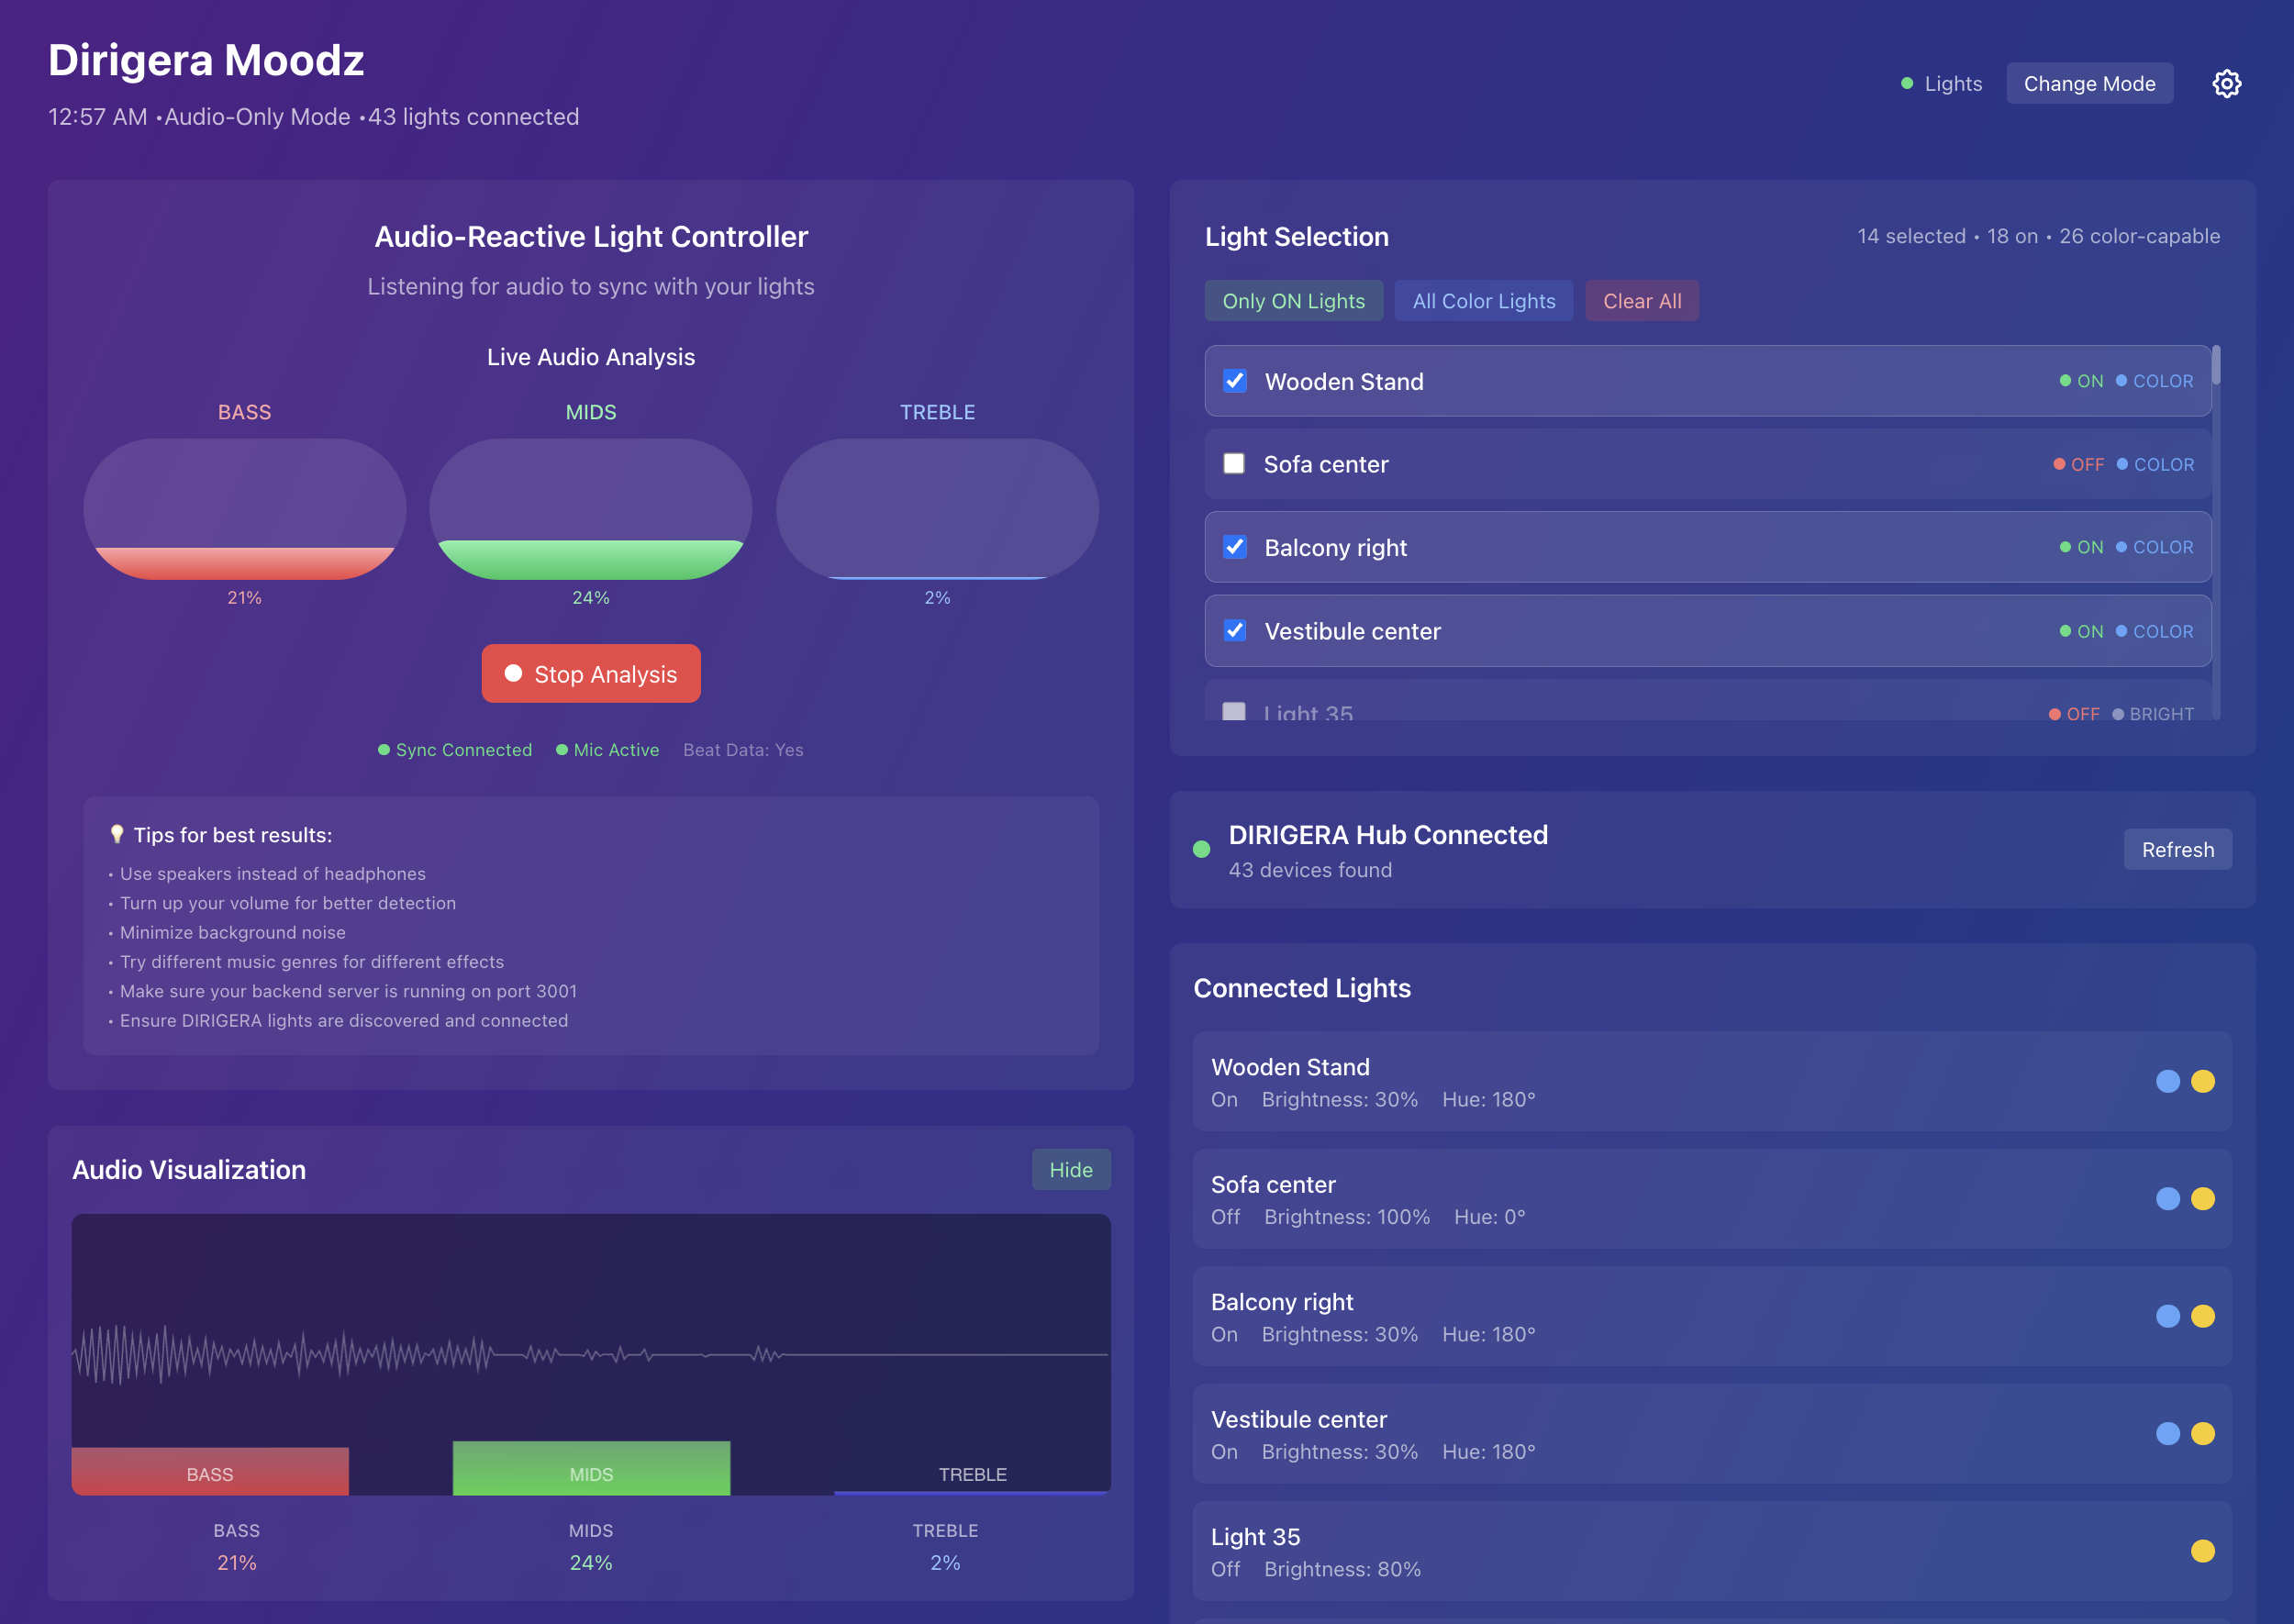 Dirigera Moodz
12:57 AM •Audio-Only Mode •43 lights connected
Lights
Change Mode
Audio-Reactive Light Controller
Listening for audio to sync with your lights
Live Audio Analysis
BASS MIDS TREBLE
21% 24% 2%
Stop Analysis
Sync Connected Mic Active Beat Data: Yes
Tips for best results:
• Use speakers instead of headphones
• Turn up your volume for better detection
• Minimize background noise
• Try different music genres for different effects
• Make sure your backend server is running on port 3001
• Ensure DIRIGERA lights are discovered and connected
Audio Visualization
Hide
BASS MIDS TREBLE
BASS MIDS TREBLE
21% 24% 2%
Light Selection
14 selected • 18 on • 26 color-capable
Only ON Lights All Color Lights Clear All
Wooden Stand ON COLOR
Sofa center OFF COLOR
Balcony right ON COLOR
Vestibule center ON COLOR
Light 35 OFF BRIGHT
DIRIGERA Hub Connected
43 devices found
Refresh
Connected Lights
Wooden Stand
On Brightness: 30% Hue: 180°
Sofa center
Off Brightness: 100% Hue: 0°
Balcony right
On Brightness: 30% Hue: 180°
Vestibule center
On Brightness: 30% Hue: 180°
Light 35
Off Brightness: 80%